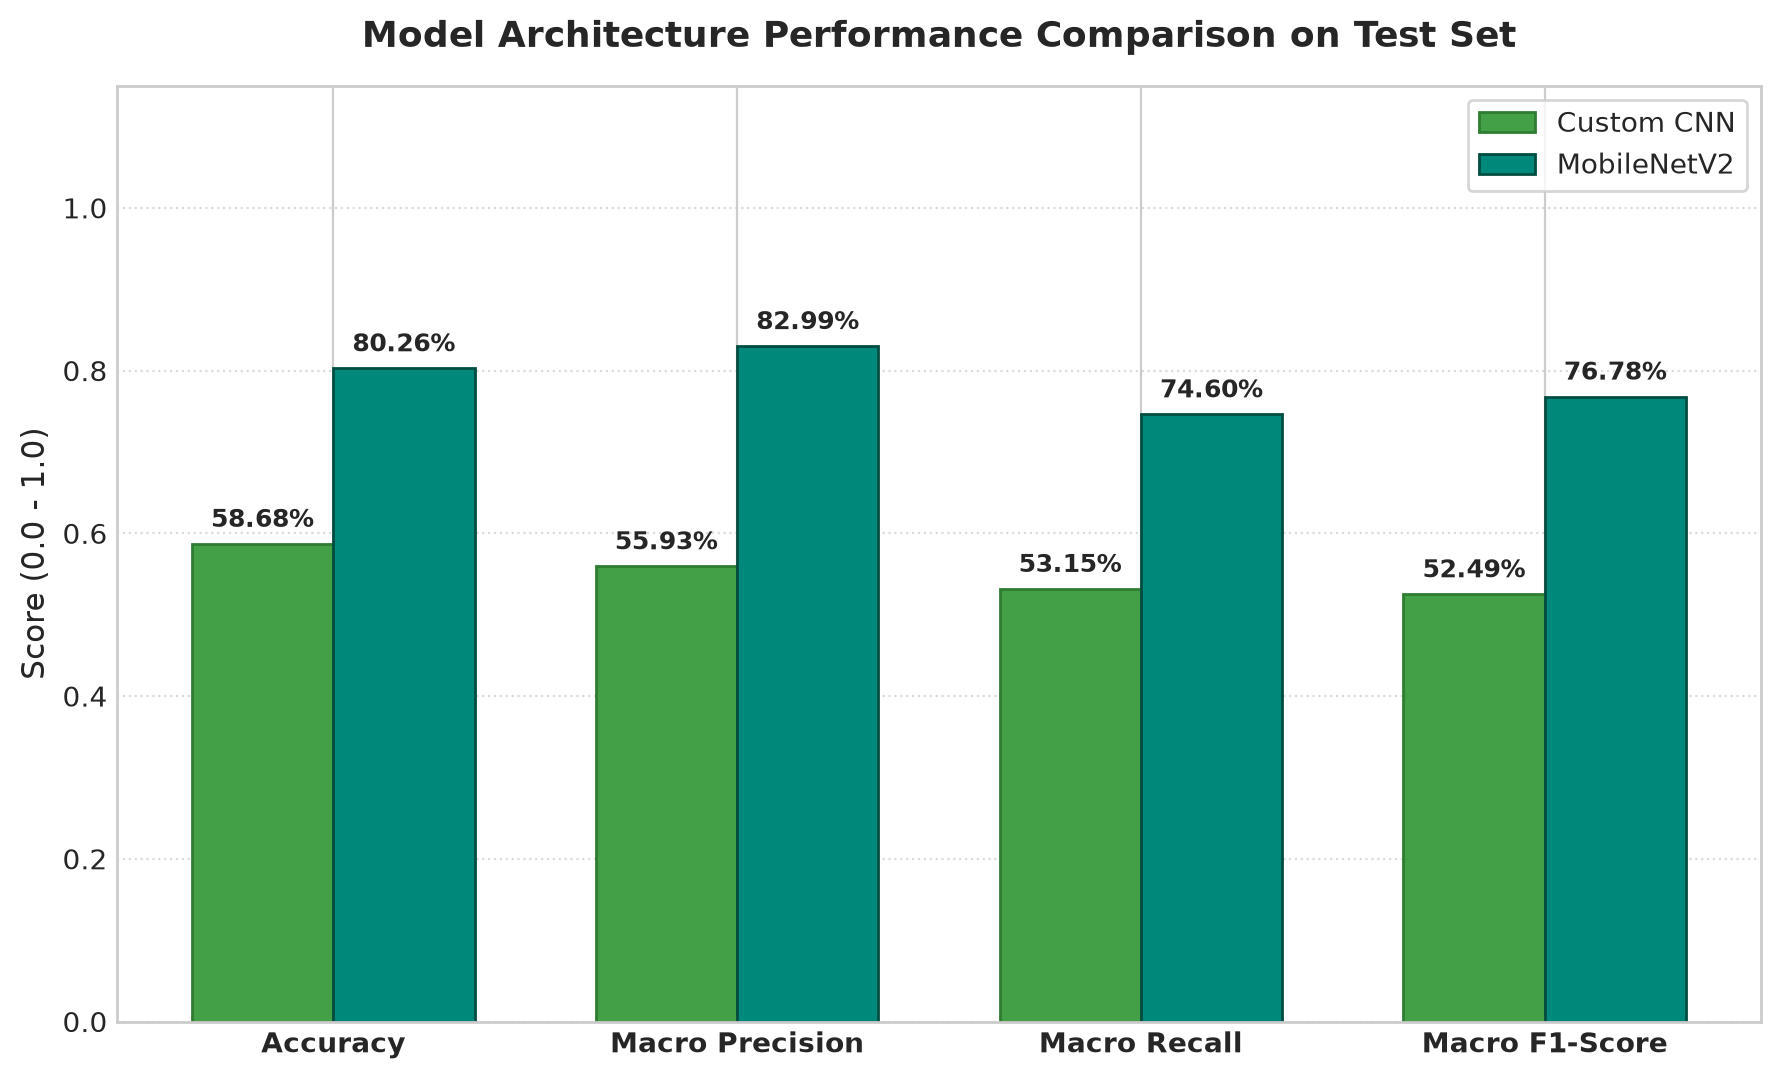 Model Architecture Performance Comparison on Test Set
Custom CNN
MobileNetV2
Score (0.0 - 1.0)
1.0
0.8
0.6
0.4
0.2
0.0
58.68%
80.26%
55.93%
82.99%
53.15%
74.60%
52.49%
76.78%
Accuracy
Macro Precision
Macro Recall
Macro F1-Score